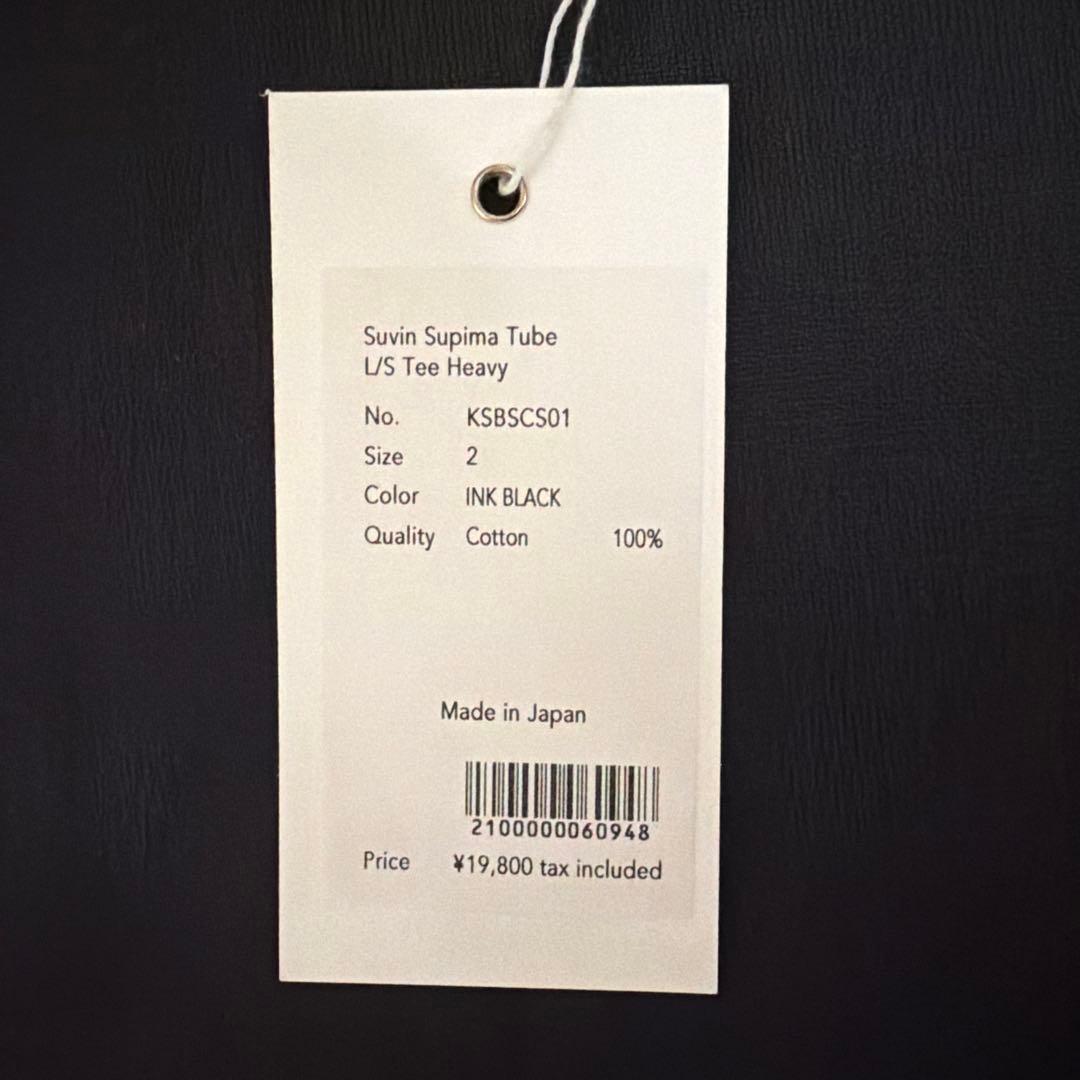 Suvin Supima Tube
L/S Tee Heavy
No. KSBSCS01
Size 2
Color INK BLACK
Quality Cotton 100%
Made in Japan
2100000060948
Price ¥19,800 tax included